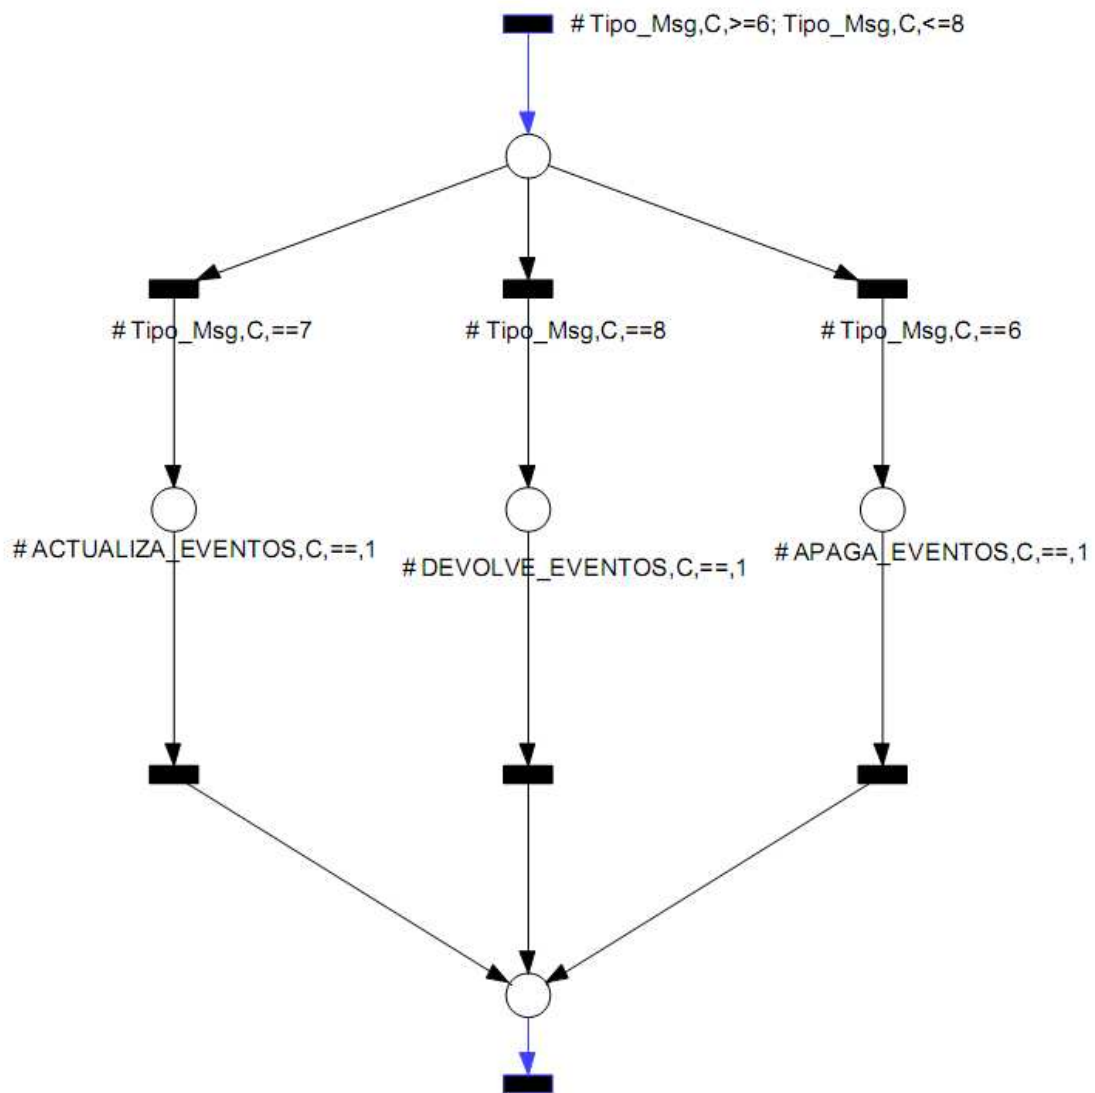 # Tipo_Msg,C,>=6; Tipo_Msg,C,<=8
# Tipo_Msg,C,==7
# Tipo_Msg,C,==8
# Tipo_Msg,C,==6
# ACTUALIZA_EVENTOS,C,==,1
# DEVOLVE_EVENTOS,C,==,1
# APAGA_EVENTOS,C,==,1